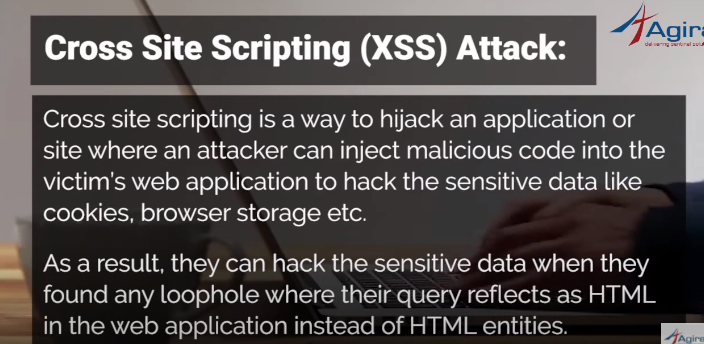 Cross Site Scripting (XSS) Attack:
Agira
delivering
Cross site scripting is a way to hijack an application or
site where an attacker can inject malicious code into the
victim's web application to hack the sensitive data like
cookies, browser storage etc.
As a result, they can hack the sensitive data when they
found any loophole where their query reflects as HTML
in the web application instead of HTML entities.